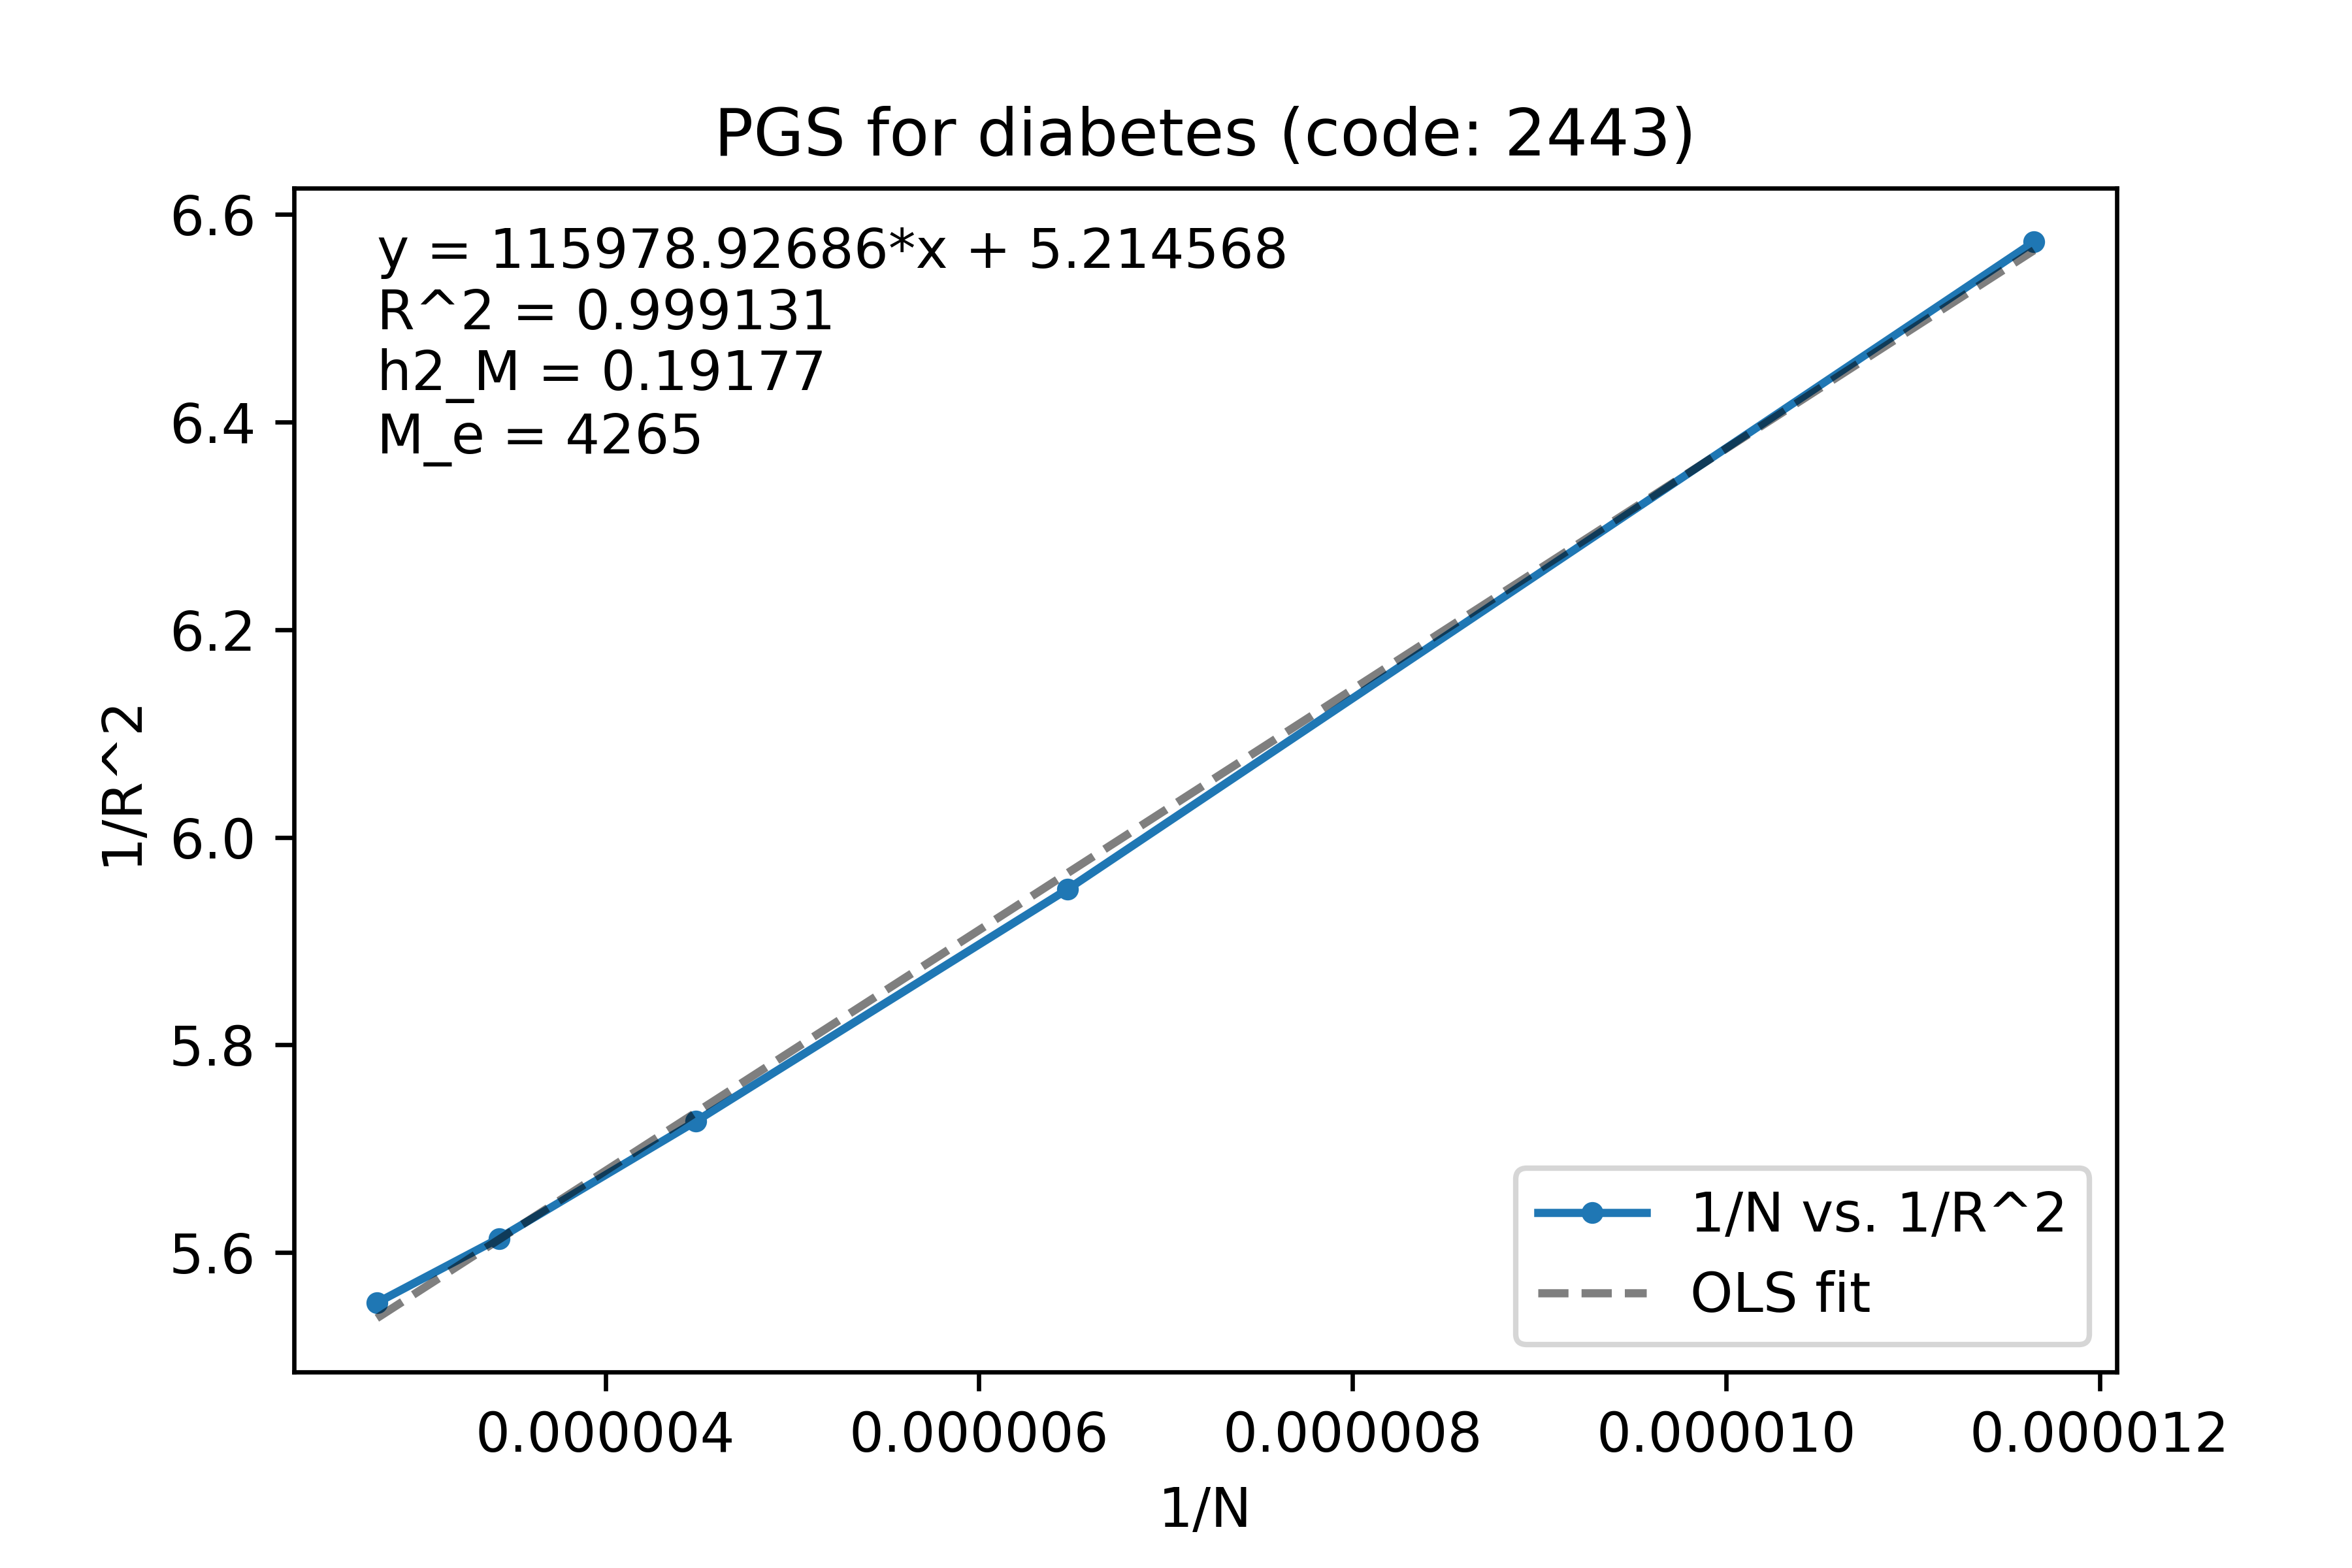 PGS for diabetes (code: 2443)
y = 115978.92686*x + 5.214568
R^2 = 0.999131
h2_M = 0.19177
M_e = 4265
1/R^2
6.6
6.4
6.2
6.0
5.8
5.6
1/N vs. 1/R^2
OLS fit
0.000004 0.000006 0.000008 0.000010 0.000012
1/N